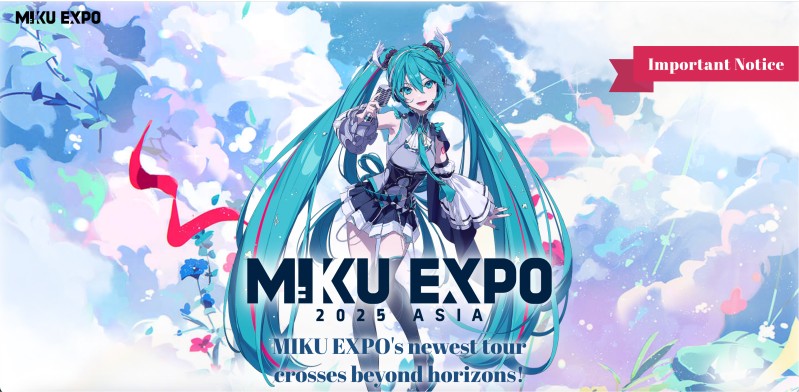 MIKU EXPO
Important Notice
MIKU EXPO
2025 ASIA
MIKU EXPO's newest tour
crosses beyond horizons!